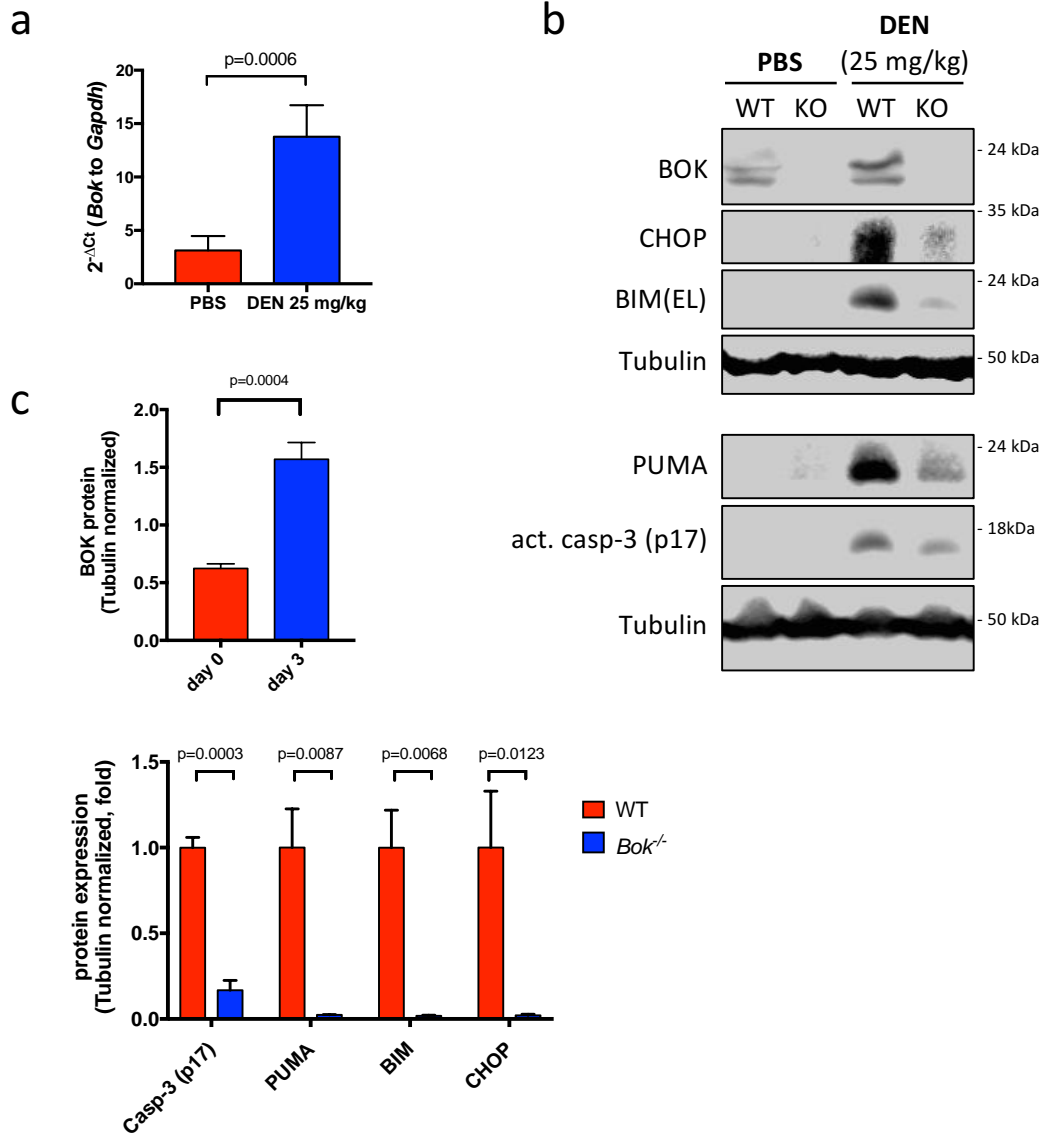 a
p=0.0006
20
15
10
5
0
2-ΔCt (Bok to Gapdh)
PBS
DEN 25 mg/kg
b
PBS
DEN
(25 mg/kg)
WT KO WT KO
BOK
- 24 kDa
CHOP
- 35 kDa
BIM(EL)
- 24 kDa
Tubulin
- 50 kDa
PUMA
- 24 kDa
act. casp-3 (p17)
- 18kDa
Tubulin
- 50 kDa
c
p=0.0004
2.0
1.5
1.0
0.5
0.0
BOK protein
(Tubulin normalized)
day 0
day 3
p=0.0003 p=0.0087 p=0.0068 p=0.0123
1.5
1.0
0.5
0.0
protein expression
(Tubulin normalized, fold)
Casp-3 (p17)
PUMA
BIM
CHOP
WT
Bok-/-